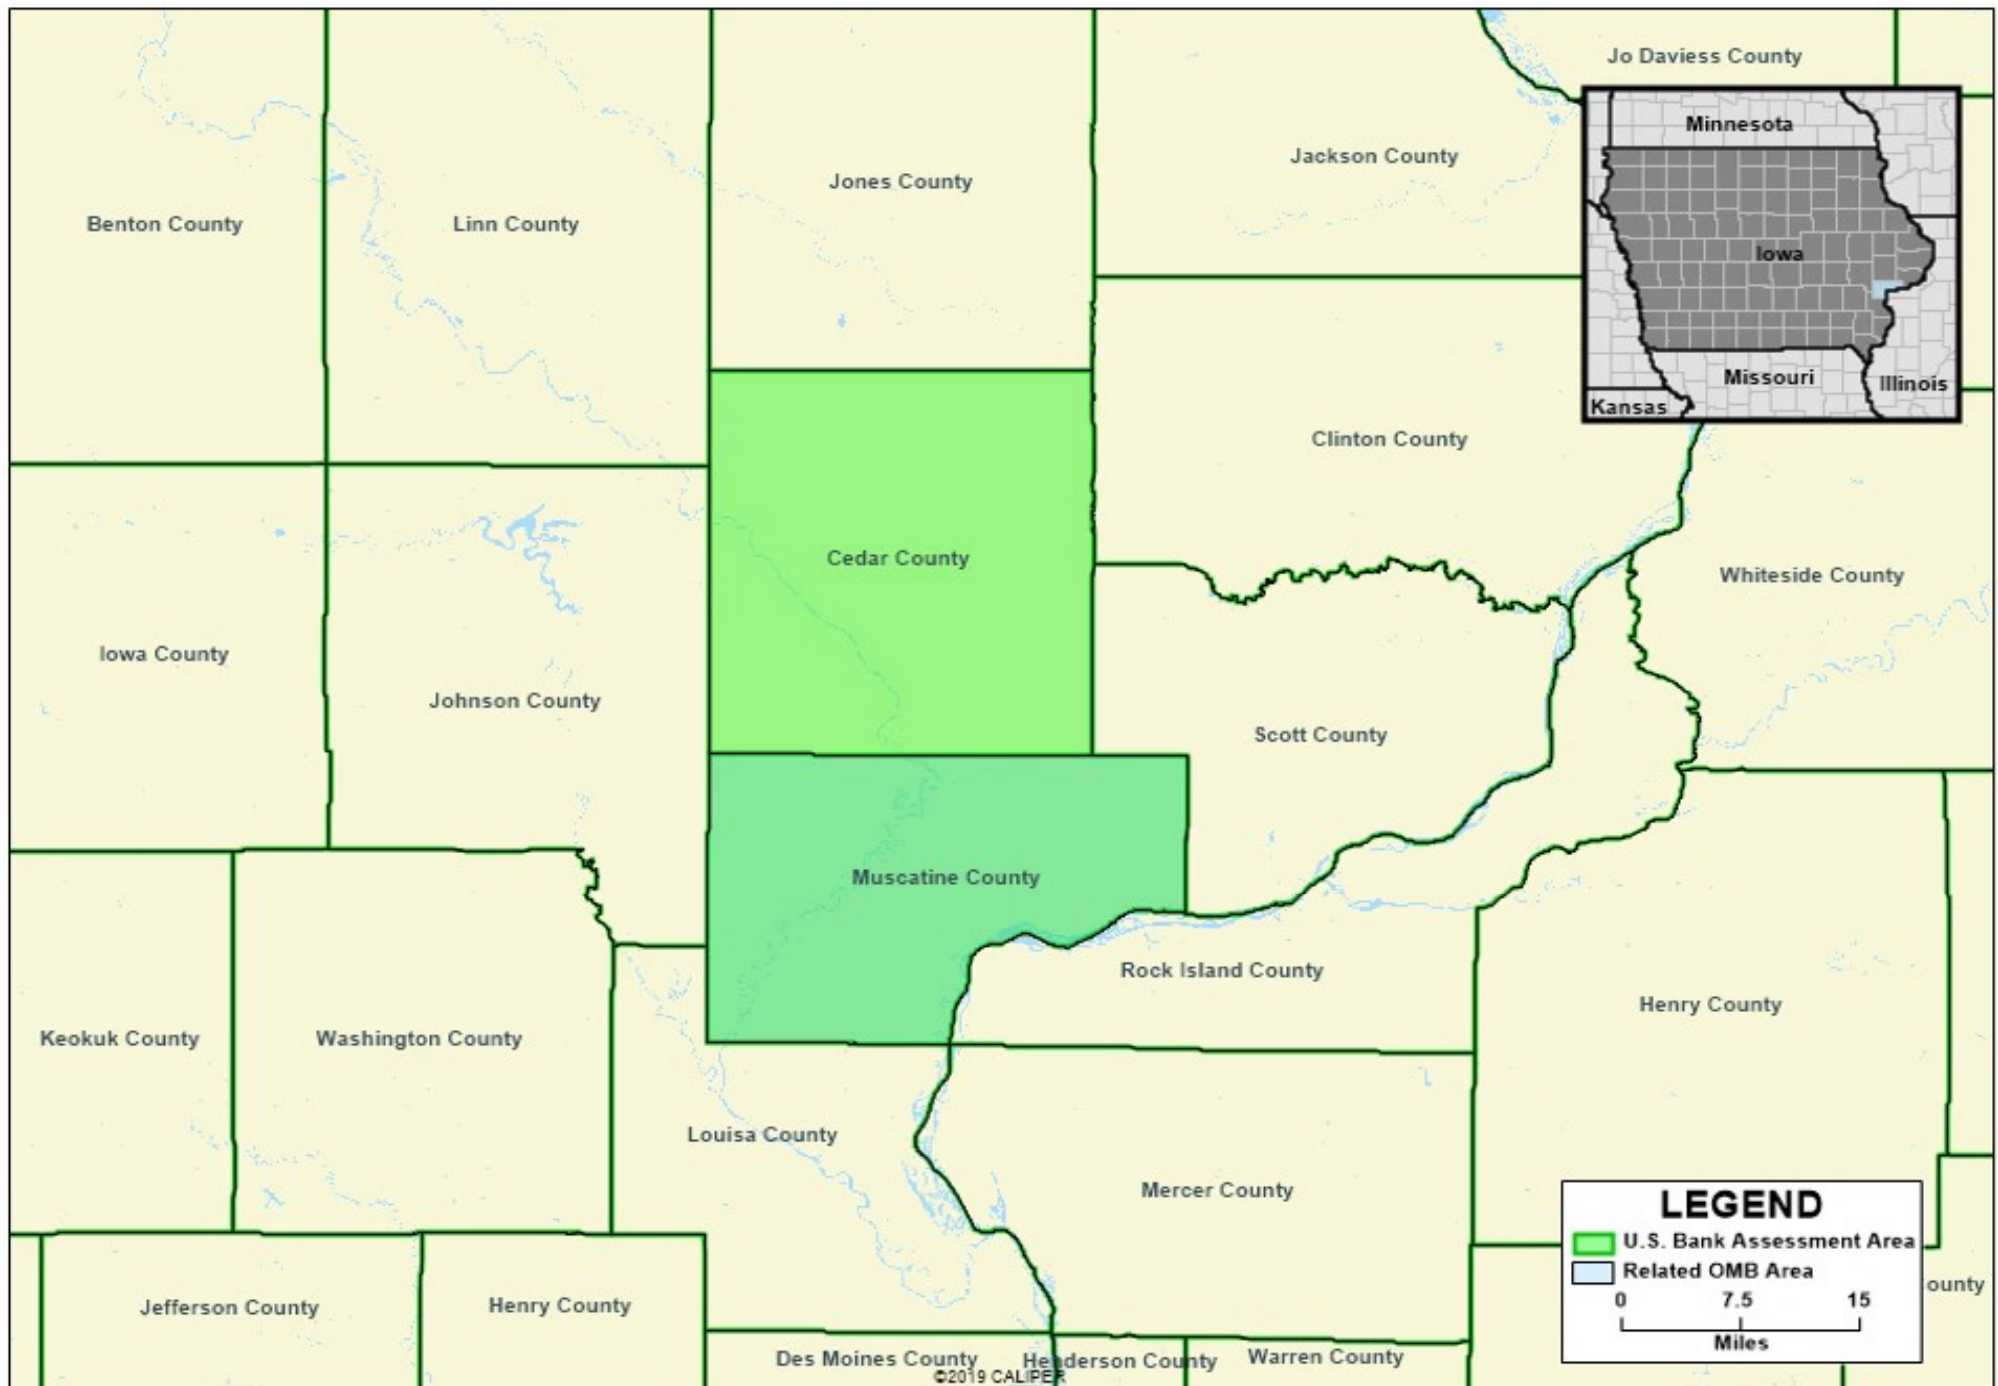 Jo Daviess County
Minnesota
Jackson County
Jones County
Benton County
Linn County
Iowa
Missouri
Illinois
Kansas
Clinton County
Cedar County
Whiteside County
Iowa County
Johnson County
Scott County
Muscatine County
Rock Island County
Henry County
Keokuk County
Washington County
Louisa County
Mercer County
LEGEND
U.S. Bank Assessment Area
Related OMB Area
0 7.5 15
Miles
ounty
Jefferson County
Henry County
Des Moines County
Henderson County
Warren County
©2019 CALIPER